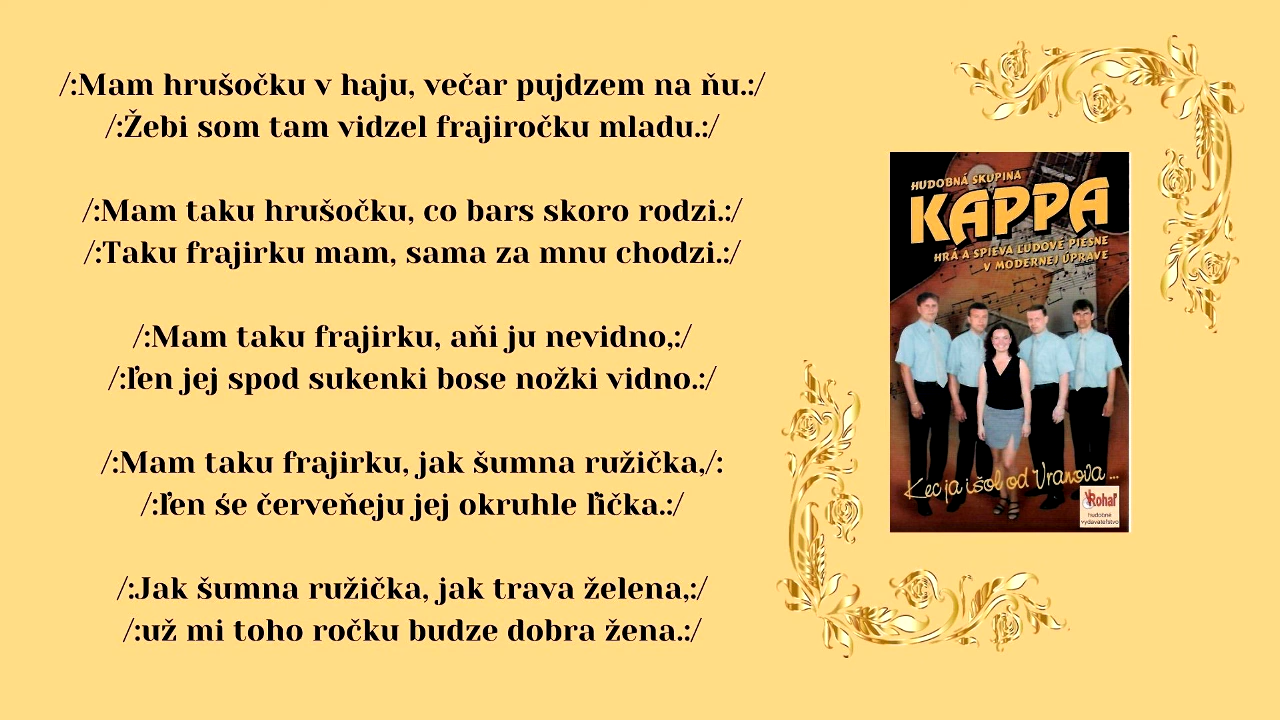 /:Mam hrušočku v haju, večar pujdzem na ňu.:/
/:Žebi som tam vidzel frajiročku mladu.:/
/:Mam taku hrušočku, co bars skoro rodzi.:/
/:Taku frajirku mam, sama za mnu chodzi.:/
/:Mam taku frajirku, aňi ju nevidno,:/
/:ľen jej spod sukenki bose nožki vidno.:/
/:Mam taku frajirku, jak šumna ružička,/:
/:ľen śe červeňeju jej okruhle ľička.:/
/:Jak šumna ružička, jak trava želena,:/
/:už mi toho ročku budze dobra žena.:/
HUDOBNÁ SKUPINA
KAPPA
HRÁ A SPIEVA ĽUDOVÉ PIESNE
V MODERNEJ ÚPRAVE
Kec ja išol od Vranova...
Rohaľ
hudobné
vydavateľstvo